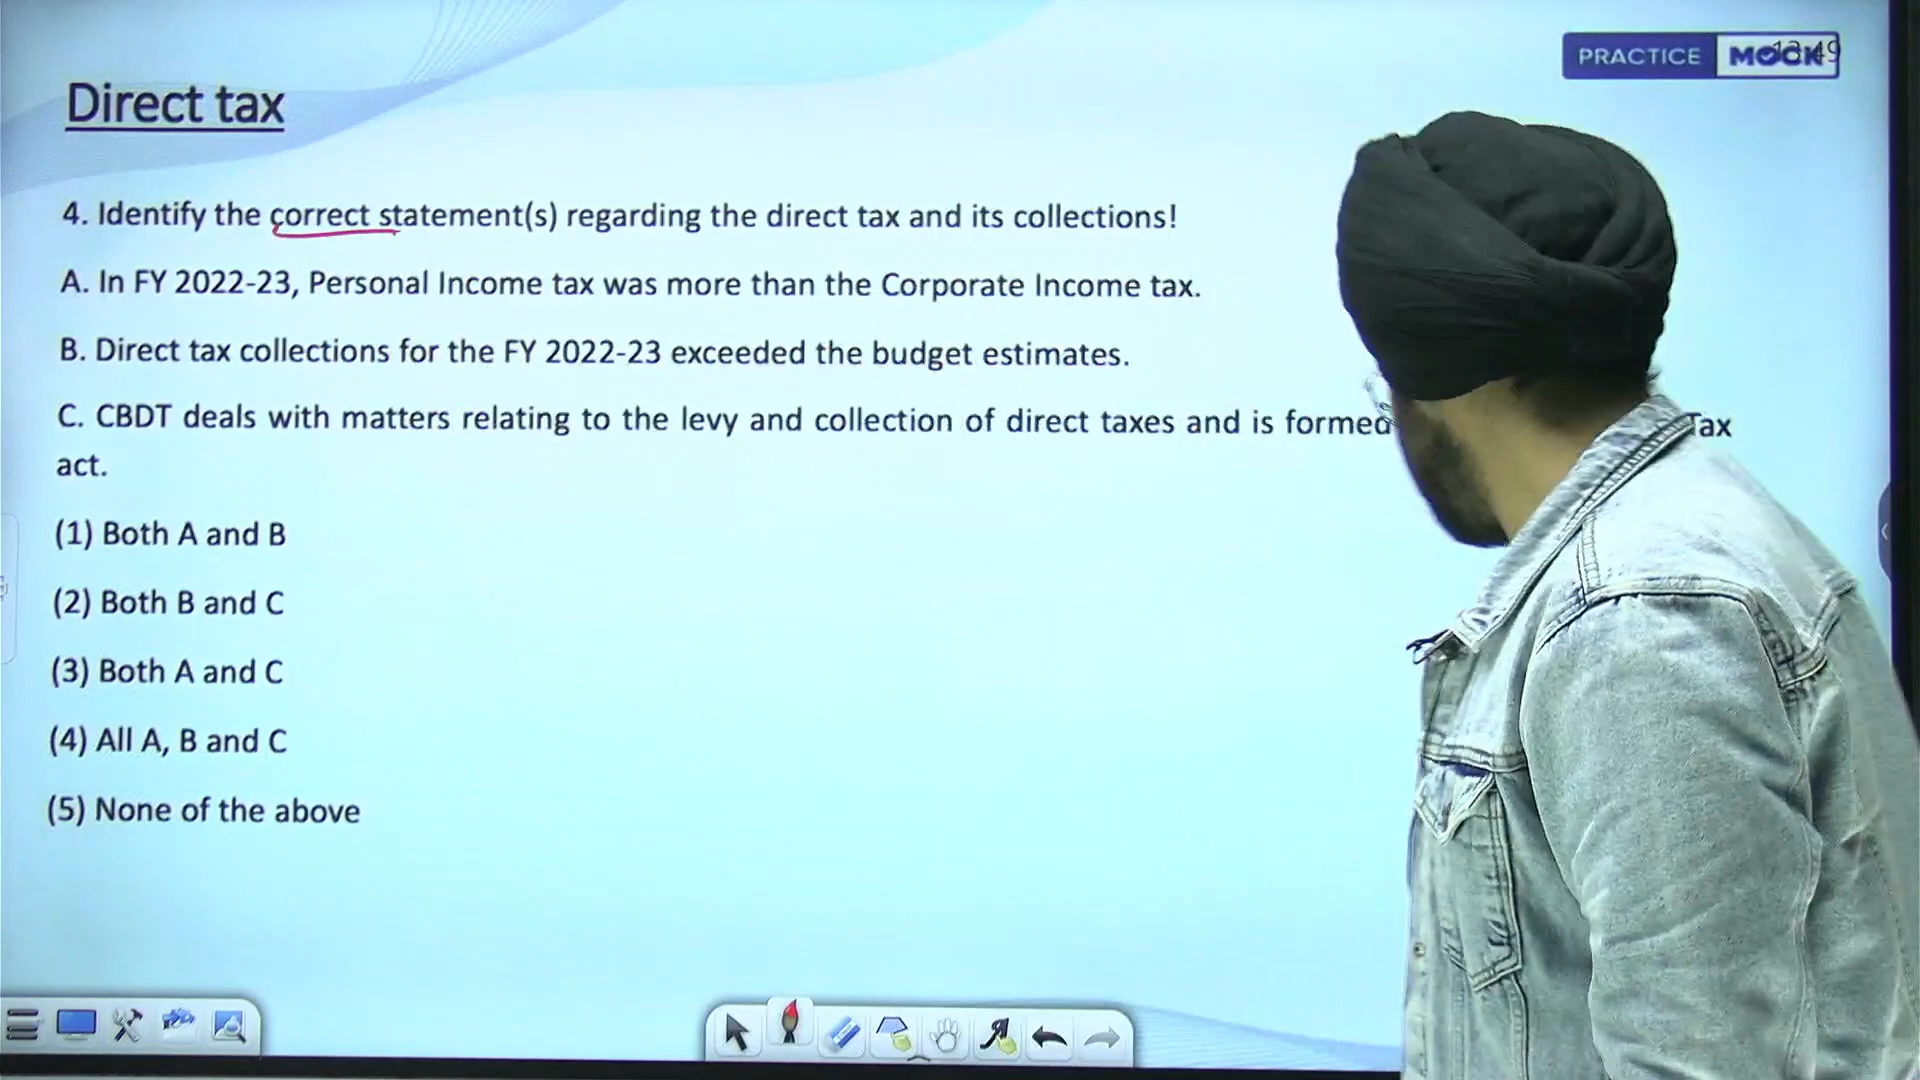 PRACTICE MOCK
13:49
Direct tax
4. Identify the correct statement(s) regarding the direct tax and its collections!
A. In FY 2022-23, Personal Income tax was more than the Corporate Income tax.
B. Direct tax collections for the FY 2022-23 exceeded the budget estimates.
C. CBDT deals with matters relating to the levy and collection of direct taxes and is formed Tax
act.
(1) Both A and B
(2) Both B and C
(3) Both A and C
(4) All A, B and C
(5) None of the above